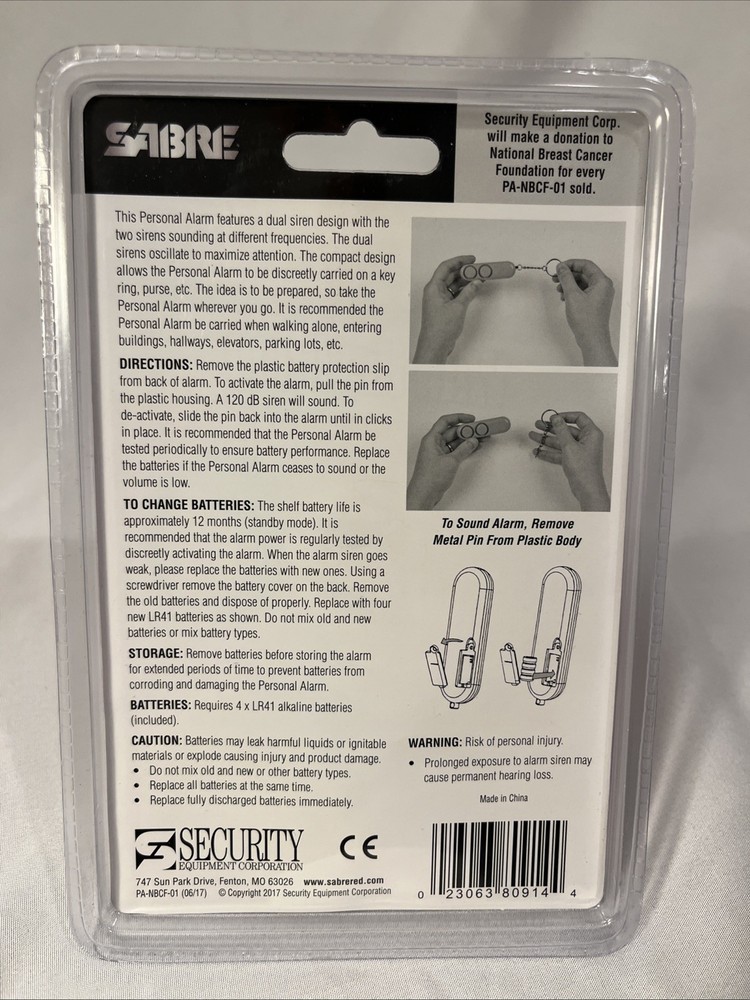 SABRE
Security Equipment Corp.
will make a donation to
National Breast Cancer
Foundation for every
PA-NBCF-01 sold.
This Personal Alarm features a dual siren design with the
two sirens sounding at different frequencies. The dual
sirens oscillate to maximize attention. The compact design
allows the Personal Alarm to be discreetly carried on a key
ring, purse, etc. The idea is to be prepared, so take the
Personal Alarm wherever you go. It is recommended the
Personal Alarm be carried when walking alone, entering
buildings, hallways, elevators, parking lots, etc.
DIRECTIONS: Remove the plastic battery protection slip
from back of alarm. To activate the alarm, pull the pin from
the plastic housing. A 120 dB siren will sound. To
de-activate, slide the pin back into the alarm until in clicks
in place. It is recommended that the Personal Alarm be
tested periodically to ensure battery performance. Replace
the batteries if the Personal Alarm ceases to sound or the
volume is low.
TO CHANGE BATTERIES: The shelf battery life is
approximately 12 months (standby mode). It is
recommended that the alarm power is regularly tested by
discreetly activating the alarm. When the alarm siren goes
weak, please replace the batteries with new ones. Using a
screwdriver remove the battery cover on the back. Remove
the old batteries and dispose of properly. Replace with four
new LR41 batteries as shown. Do not mix old and new
batteries or mix battery types.
STORAGE: Remove batteries before storing the alarm
for extended periods of time to prevent batteries from
corroding and damaging the Personal Alarm.
BATTERIES: Requires 4 x LR41 alkaline batteries
(included).
CAUTION: Batteries may leak harmful liquids or ignitable
materials or explode causing injury and product damage.
• Do not mix old and new or other battery types.
• Replace all batteries at the same time.
• Replace fully discharged batteries immediately.
To Sound Alarm, Remove
Metal Pin From Plastic Body
WARNING: Risk of personal injury.
• Prolonged exposure to alarm siren may
cause permanent hearing loss.
Made in China
SECURITY
EQUIPMENT CORPORATION
CE
747 Sun Park Drive, Fenton, MO 63026 www.sabrered.com
PA-NBCF-01 (06/17) © Copyright 2017 Security Equipment Corporation
0 23063 80914 4